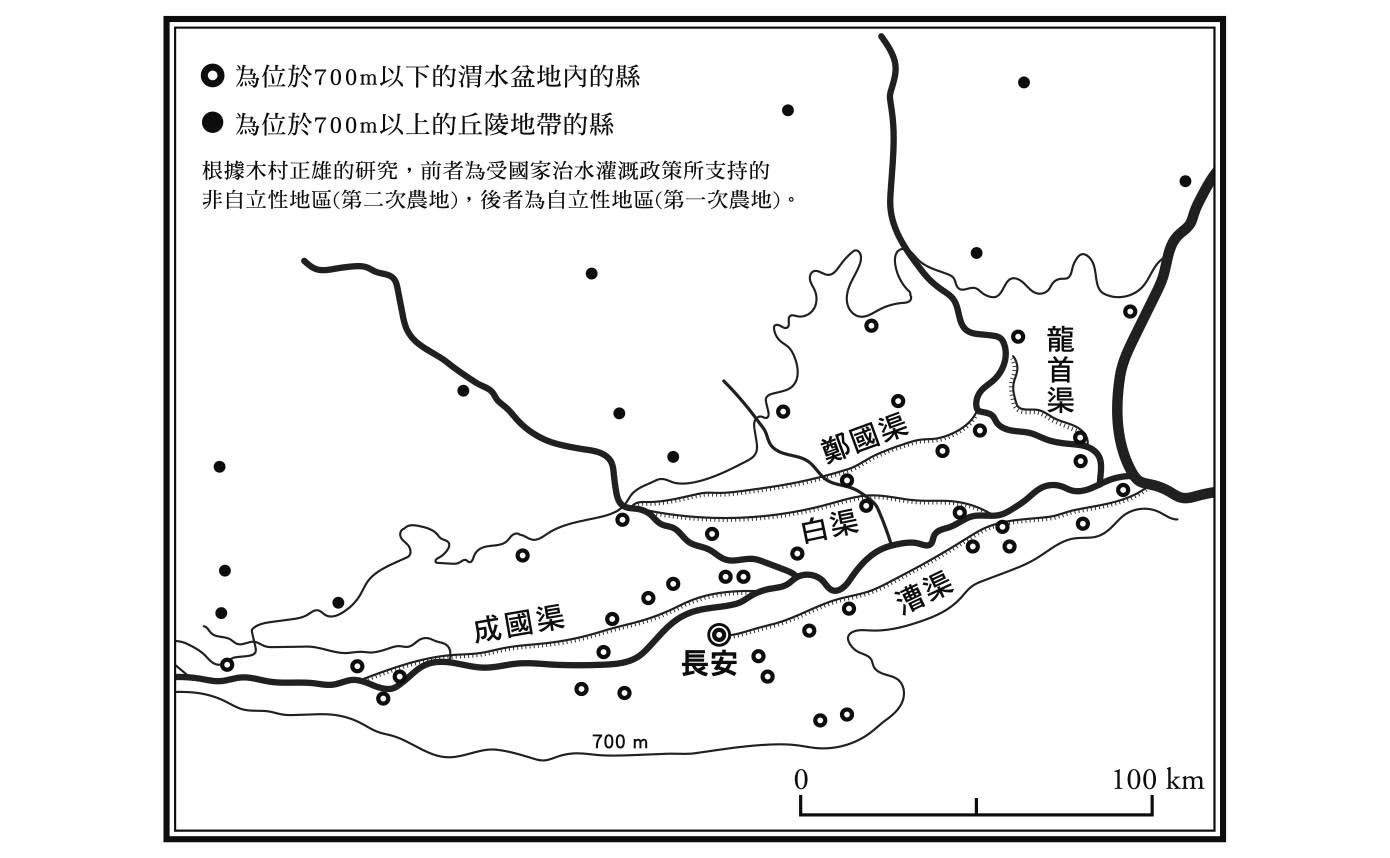 為位於700m以下的渭水盆地內的縣
為位於700m以上的丘陵地帶的縣
根據木村正雄的研究，前者為受國家治水灌溉政策所支持的
非自立性地區(第二次農地)，後者為自立性地區(第一次農地)。
龍首渠
鄭國渠
白渠
漕渠
成國渠
長安
700 m
0
100 km